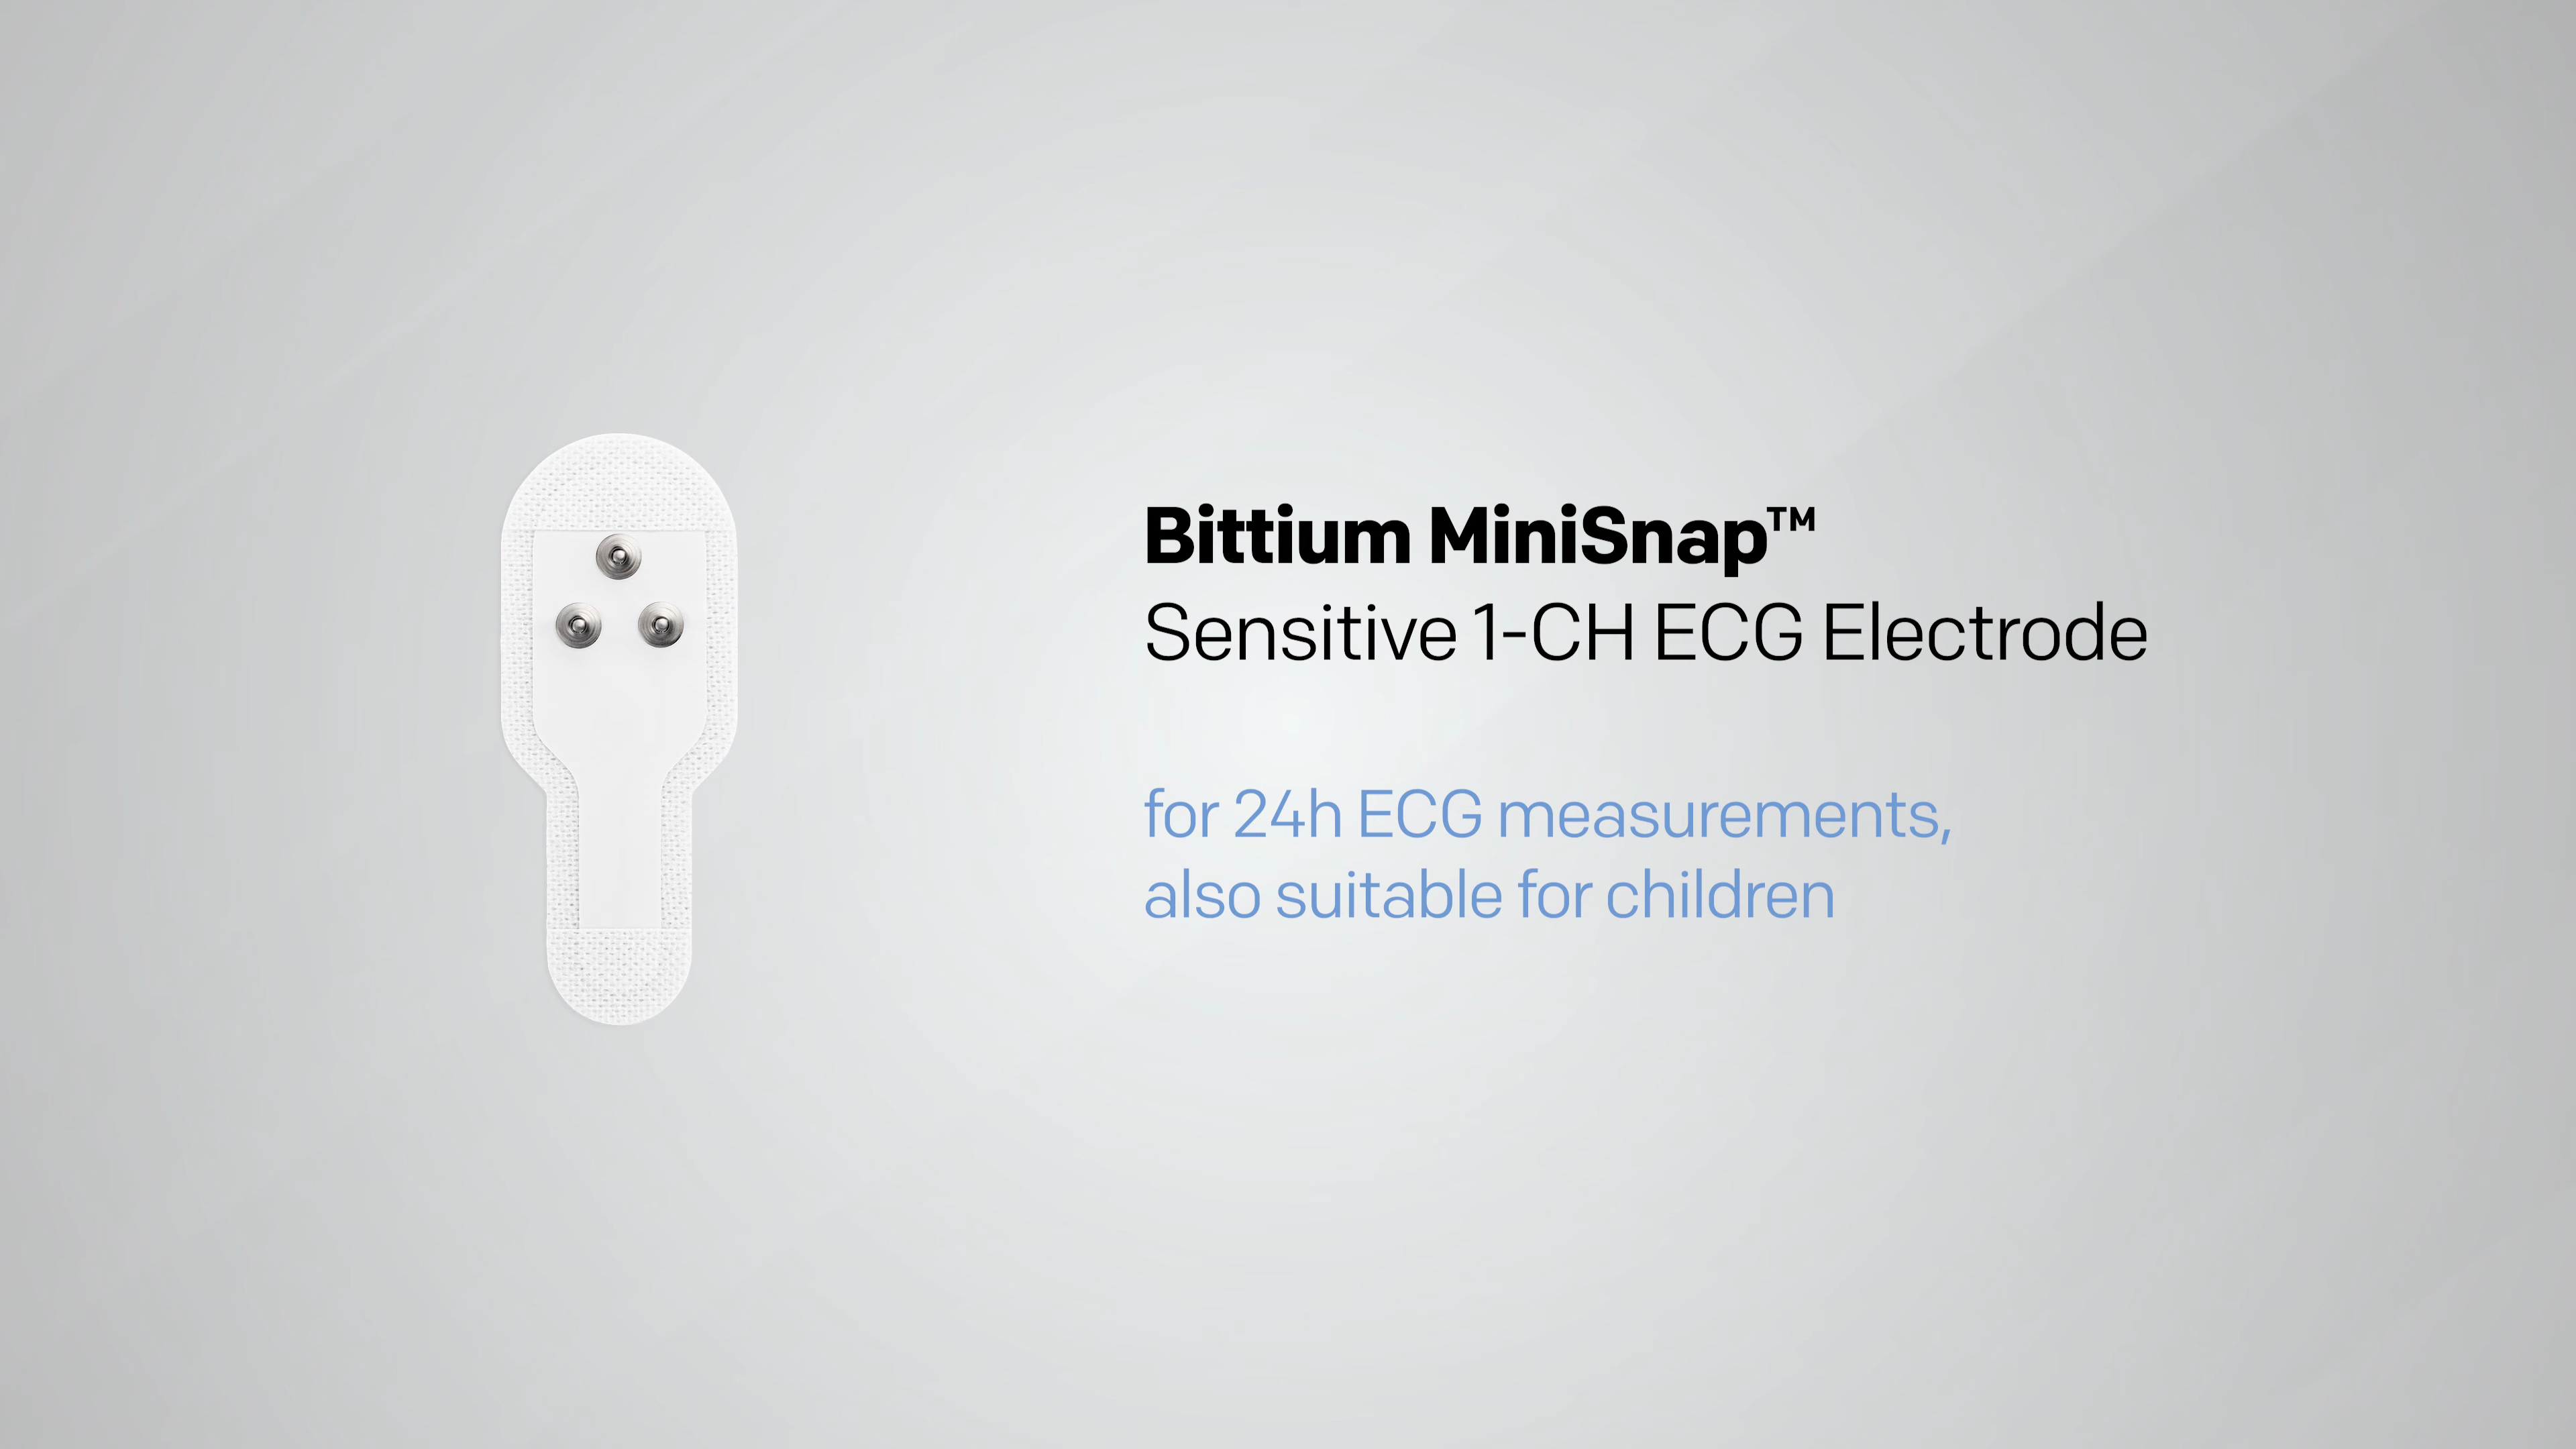 Bittium MiniSnap™
Sensitive 1-CH ECG Electrode
for 24h ECG measurements,
also suitable for children